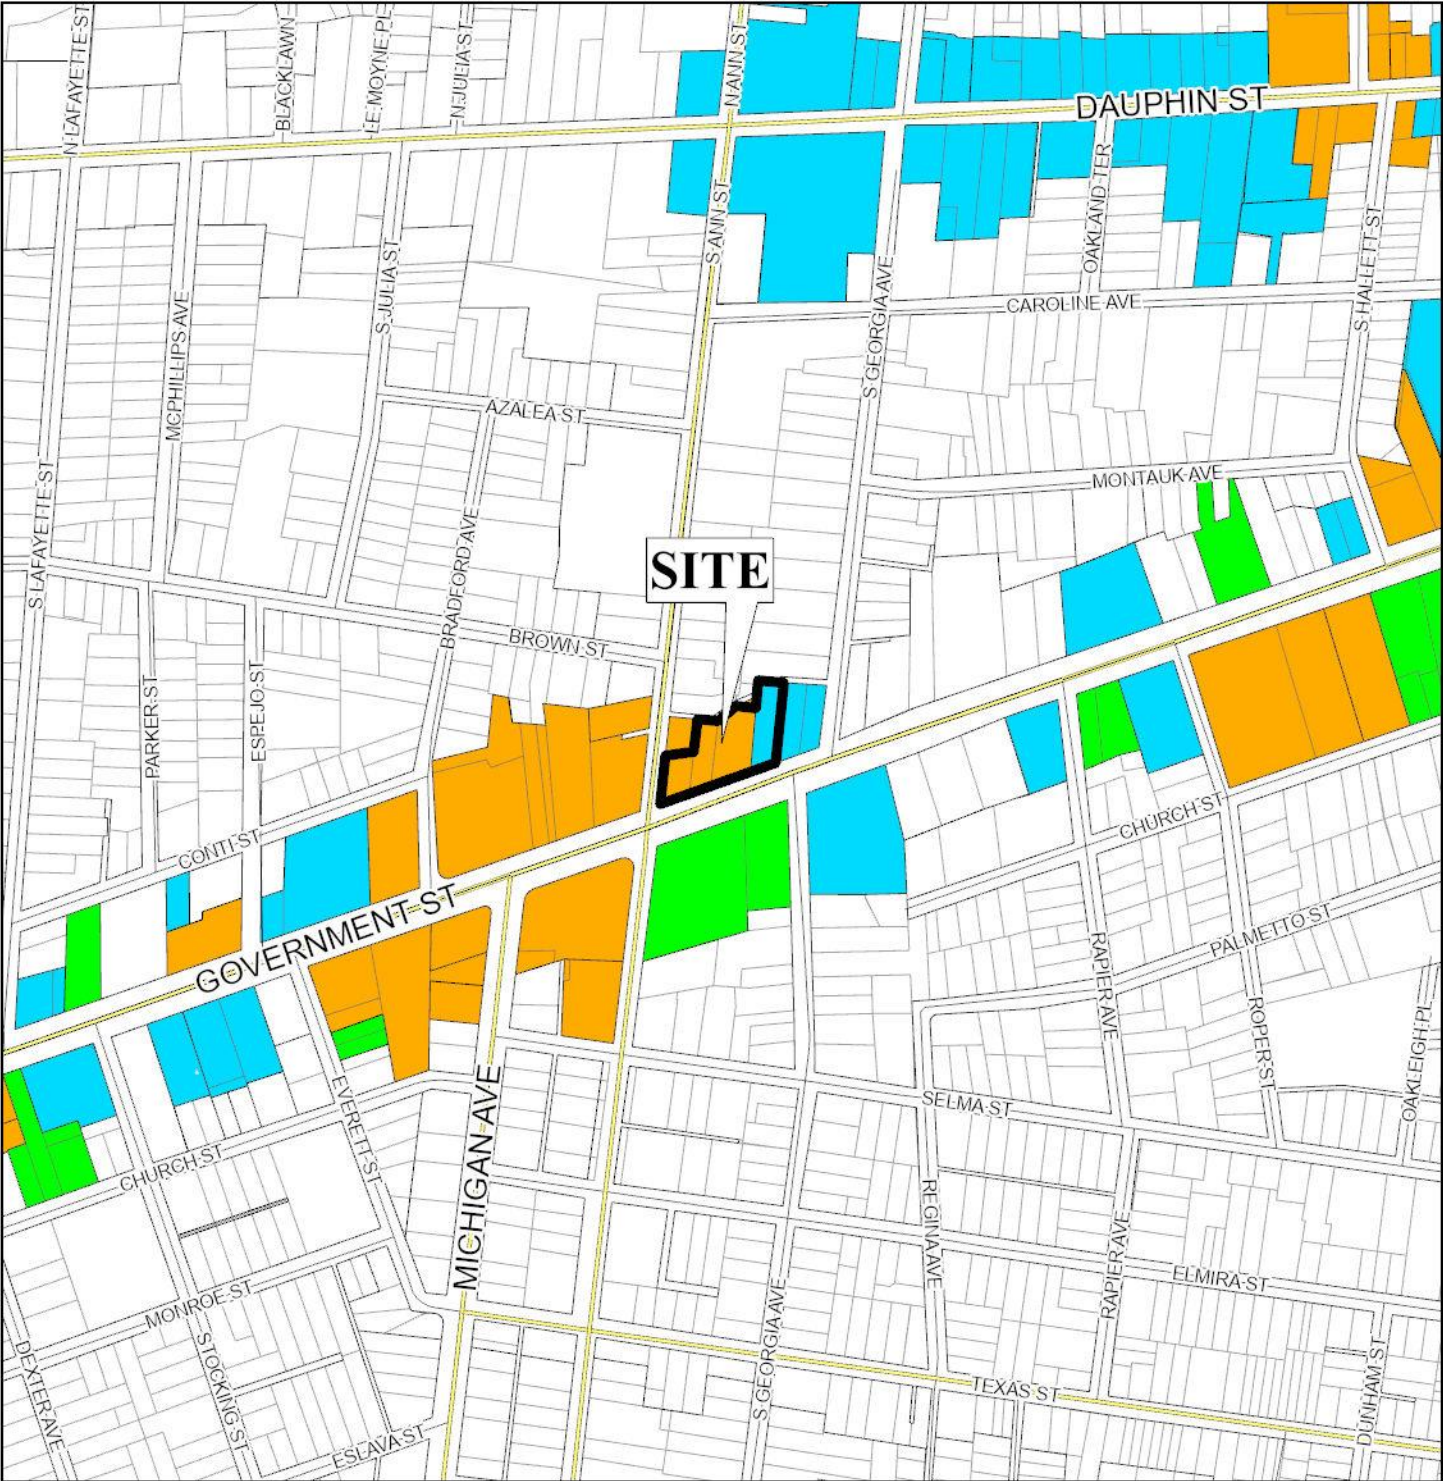 N LAFAYETTE ST
BLACKLAWN
LEMOYNE PL
N JULIA ST
N ANN ST
DAUPHIN ST
S ANN ST
OAKLAND TER
S HALLETT ST
S JULIA ST
S GEORGIA AVE
CAROLINE AVE
MCPHILLIPS AVE
AZALEA ST
MONTAUK AVE
S LAFAYETTE ST
BRADFORD AVE
SITE
BROWN ST
PARKER ST
ESPEJO ST
CONTI ST
CHURCH ST
GOVERNMENT ST
PALMETTO ST
RAPIER AVE
ROPER ST
OAKLEIGH PL
EVERETT ST
SELMA ST
CHURCH ST
MICHIGAN AVE
REGINA AVE
RAPIER AVE
ELMIRA ST
MONROE ST
S GEORGIA AVE
DEXTER AVE
STOCKING ST
TEXAS ST
DUNHAM ST
ESLAVA ST